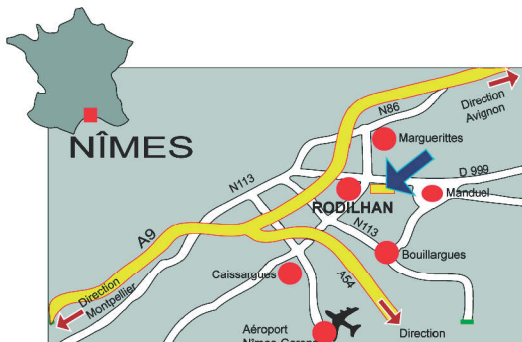 NÎMES
N86
Direction
Avignon
Marguerittes
D 999
N113
Manduel
RODILHAN
N113
A9
Bouillargues
Caissargues
A54
Direction
Montpellier
Aéroport
Direction